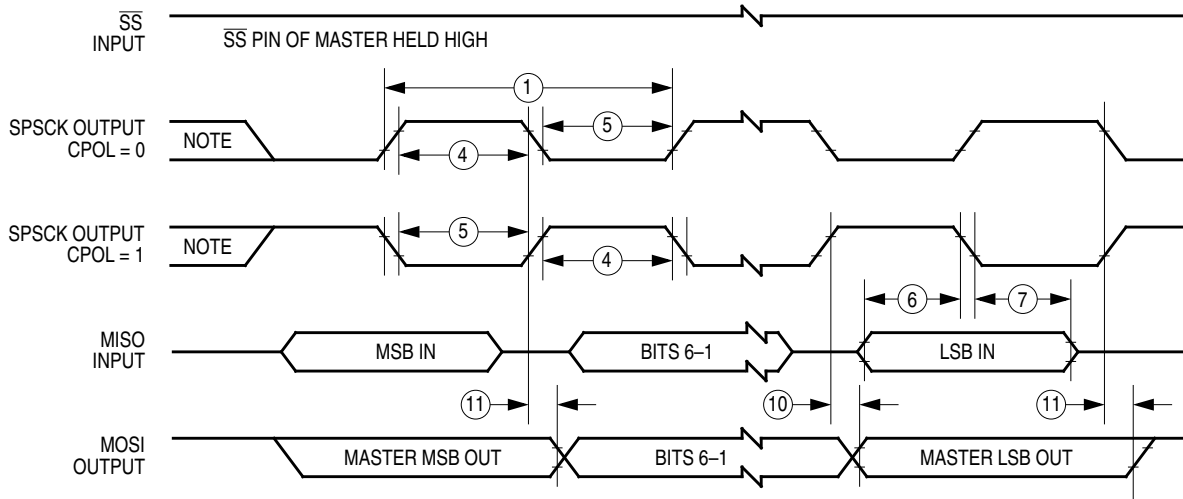 SS
INPUT
SS PIN OF MASTER HELD HIGH
1
SPSCK OUTPUT
CPOL = 0
NOTE
4
5
SPSCK OUTPUT
CPOL = 1
NOTE
5
4
6
7
MISO
INPUT
MSB IN
BITS 6–1
LSB IN
11
10
11
MOSI
OUTPUT
MASTER MSB OUT
BITS 6–1
MASTER LSB OUT